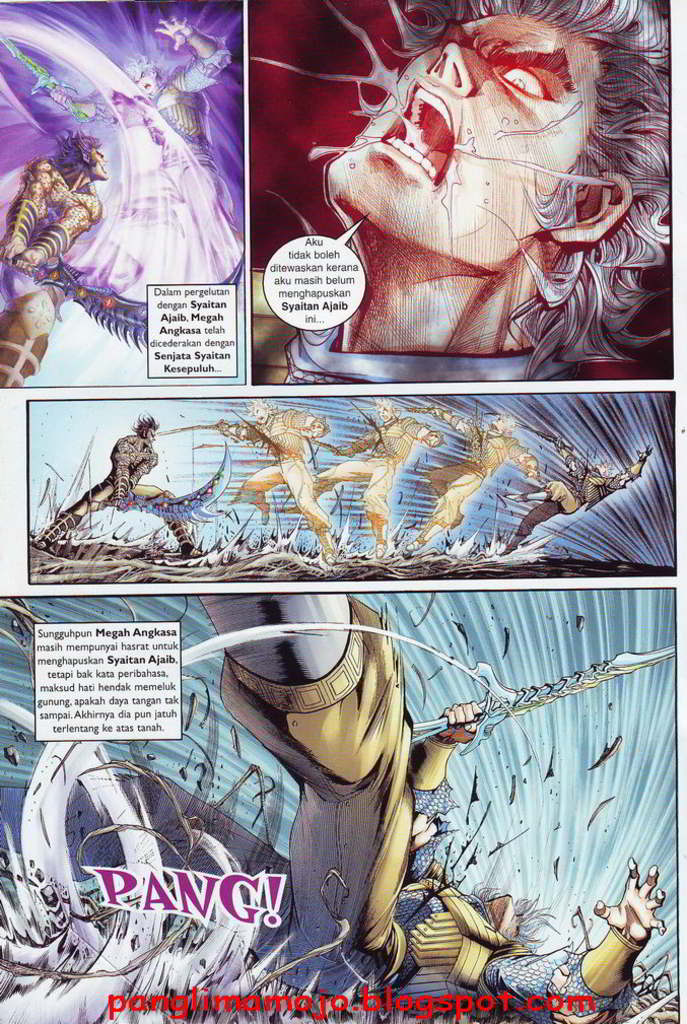 Dalam pergelutan
dengan Syaitan
Ajaib, Megah
Angkasa telah
dicederakan dengan
Senjata Syaitan
Kesepuluh...
Aku
tidak boleh
ditewaskan kerana
aku masih belum
menghapuskan
Syaitan Ajaib
ini...
Sungguhpun Megah Angkasa
masih mempunyai hasrat untuk
menghapuskan Syaitan Ajaib,
tetapi bak kata peribahasa,
maksud hati hendak memeluk
gunung, apakah daya tangan tak
sampai. Akhirnya dia pun jatuh
terlentang ke atas tanah.
PANG!
panglimamojo.blogspot.com